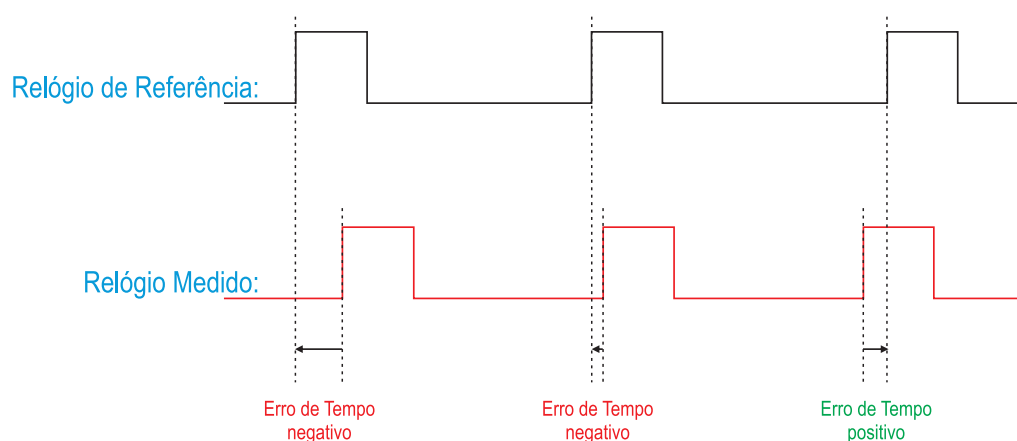 Relógio de Referência:
Relógio Medido:
Erro de Tempo
negativo
Erro de Tempo
negativo
Erro de Tempo
positivo